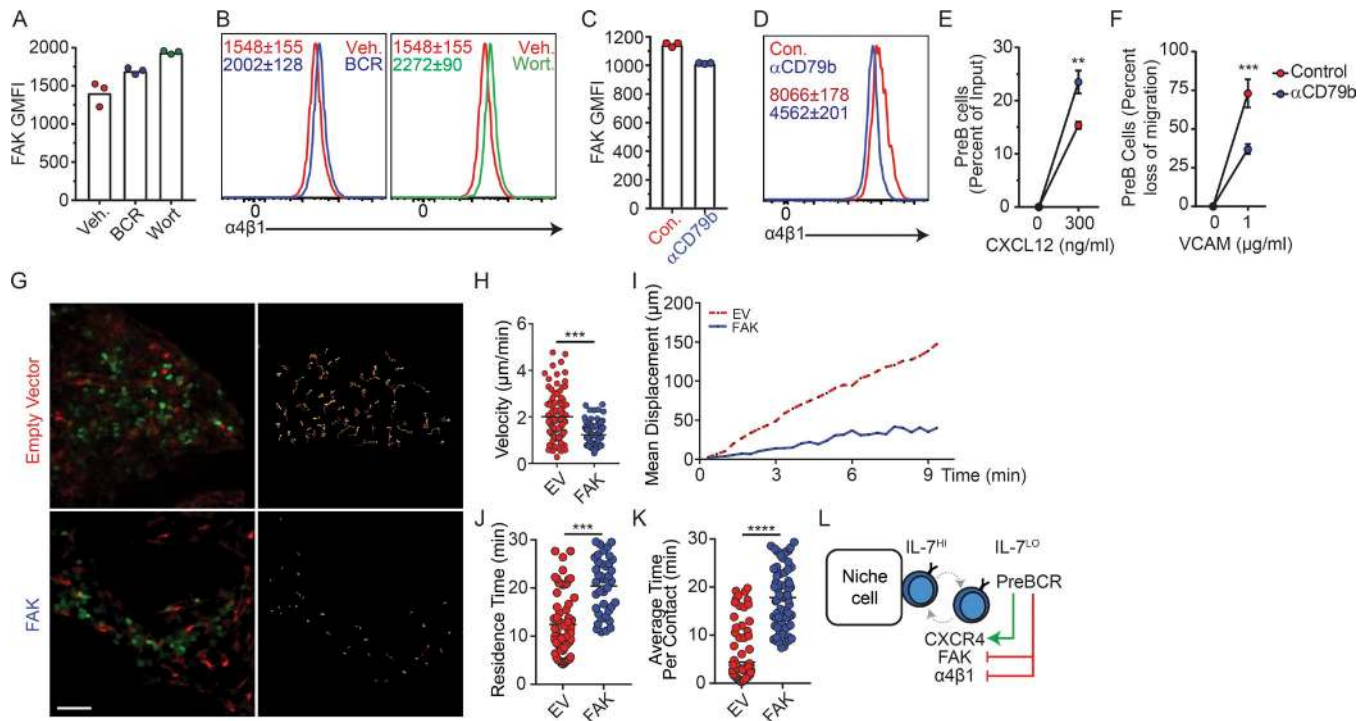 A
FAK GMFI
2000
1500
1000
500
0
Veh.
BCR
Wort.
B
1548±155 Veh.
2002±128 BCR
0
1548±155 Veh.
2272±90 Wort.
0
α4β1
C
FAK GMFI
1200
1000
800
600
400
200
0
Con.
αCD79b
D
Con.
αCD79b
8066±178
4562±201
0
α4β1
E
PreB cells
(Percent of Input)
30
20
10
0
**
0 300
CXCL12 (ng/ml)
F
PreB Cells (Percent
loss of migration)
100
75
50
25
0
***
0 1
VCAM (µg/ml)
Control
αCD79b
G
Empty Vector
FAK
H
Velocity (µm/min)
6
4
2
0
***
EV
FAK
I
Mean Displacement (µm)
200
150
100
50
0
EV
FAK
3 6 9 Time (min)
J
Residence Time (min)
30
20
10
0
***
EV
FAK
K
Average Time
Per Contact (min)
30
20
10
0
****
EV
FAK
L
IL-7HI IL-7LO
Niche
cell
PreBCR
CXCR4
FAK
α4β1